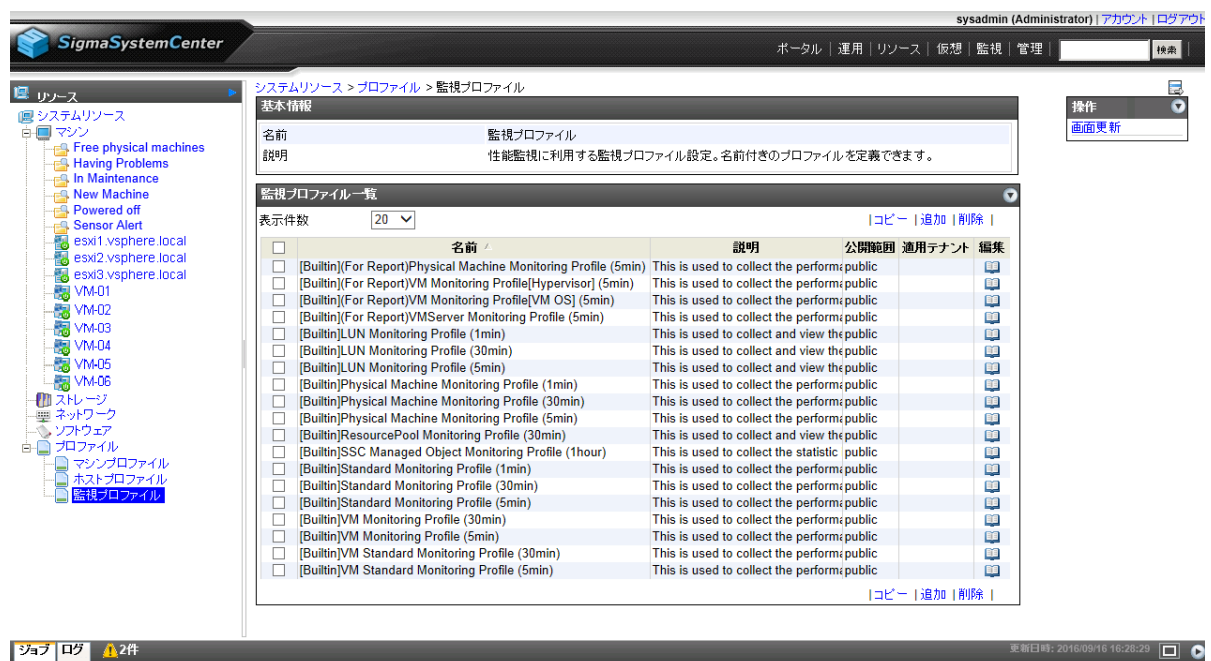 sysadmin (Administrator) | アカウント | ログアウト
SigmaSystemCenter
ポータル | 運用 | リソース | 仮想 | 監視 | 管理 | 検索 |
リソース
システムリソース
マシン
Free physical machines
Having Problems
In Maintenance
New Machine
Powered off
Sensor Alert
esxi1.vsphere.local
esxi2.vsphere.local
esxi3.vsphere.local
VM-01
VM-02
VM-03
VM-04
VM-05
VM-06
ストレージ
ネットワーク
ソフトウェア
プロファイル
マシンプロファイル
ホストプロファイル
監視プロファイル
システムリソース > プロファイル > 監視プロファイル
基本情報
名前 監視プロファイル
説明 性能監視に利用する監視プロファイル設定。名前付きのプロファイルを定義できます。
監視プロファイル一覧
表示件数 20 | コピー | 追加 | 削除 |
名前 説明 公開範囲 適用テナント 編集
[Builtin](For Report)Physical Machine Monitoring Profile (5min) This is used to collect the performa public
[Builtin](For Report)VM Monitoring Profile[Hypervisor] (5min) This is used to collect the performa public
[Builtin](For Report)VM Monitoring Profile[VM OS] (5min) This is used to collect the performa public
[Builtin](For Report)VMServer Monitoring Profile (5min) This is used to collect the performa public
[Builtin]LUN Monitoring Profile (1min) This is used to collect and view the public
[Builtin]LUN Monitoring Profile (30min) This is used to collect and view the public
[Builtin]LUN Monitoring Profile (5min) This is used to collect and view the public
[Builtin]Physical Machine Monitoring Profile (1min) This is used to collect the performa public
[Builtin]Physical Machine Monitoring Profile (30min) This is used to collect the performa public
[Builtin]Physical Machine Monitoring Profile (5min) This is used to collect the performa public
[Builtin]ResourcePool Monitoring Profile (30min) This is used to collect and view the public
[Builtin]SSC Managed Object Monitoring Profile (1hour) This is used to collect the statistic public
[Builtin]Standard Monitoring Profile (1min) This is used to collect the performa public
[Builtin]Standard Monitoring Profile (30min) This is used to collect the performa public
[Builtin]Standard Monitoring Profile (5min) This is used to collect the performa public
[Builtin]VM Monitoring Profile (30min) This is used to collect the performa public
[Builtin]VM Monitoring Profile (5min) This is used to collect the performa public
[Builtin]VM Standard Monitoring Profile (30min) This is used to collect the performa public
[Builtin]VM Standard Monitoring Profile (5min) This is used to collect the performa public
| コピー | 追加 | 削除 |
操作
画面更新
ジョブ ログ 2件 更新日時: 2016/09/16 16:28:29